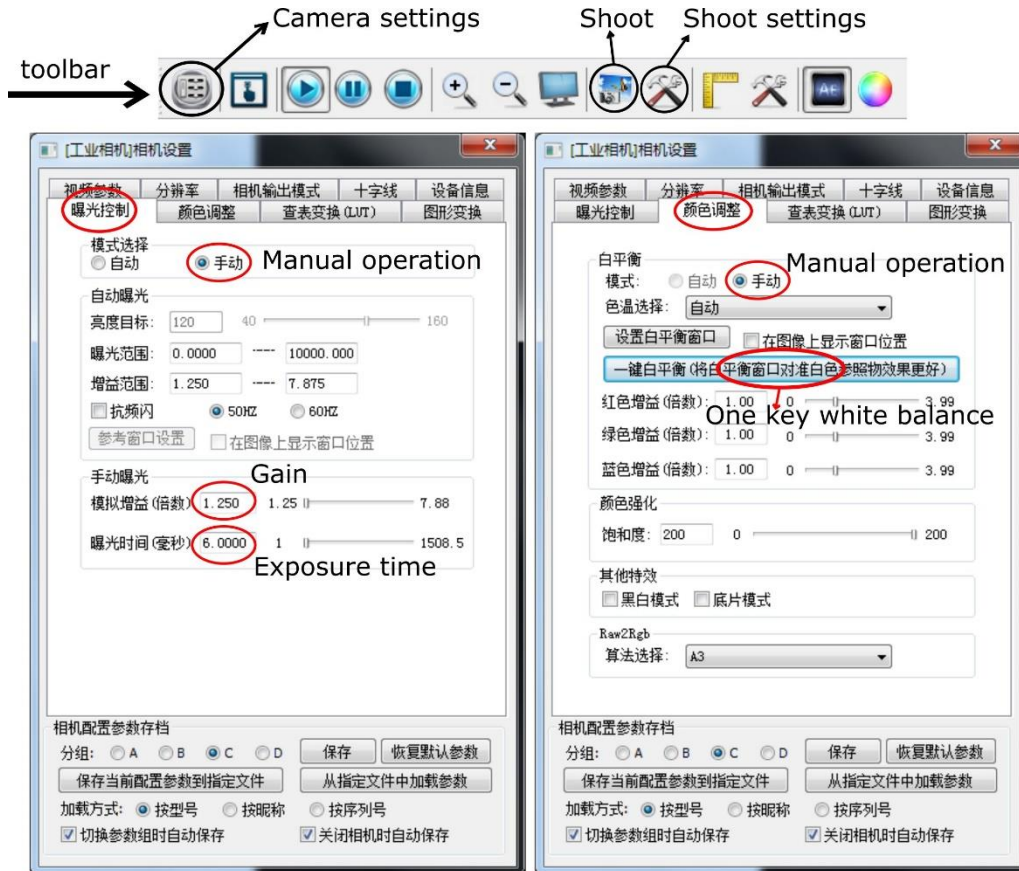 Camera settings
Shoot
Shoot settings
toolbar
AE
[工业相机]相机设置
视频参数 分辨率 相机输出模式 十字线 设备信息
曝光控制 颜色调整 查表变换(LUT) 图形变换
模式选择
自动 手动 Manual operation
自动曝光
亮度目标: 120 40 160
曝光范围: 0.0000 ---- 10000.000
增益范围: 1.250 ---- 7.875
抗频闪 50HZ 60HZ
参考窗口设置 在图像上显示窗口位置
手动曝光
Gain
模拟增益(倍数) 1.250 1.25 7.88
曝光时间(毫秒) 6.0000 1 1508.5
Exposure time
相机配置参数存档
分组: A B C D 保存 恢复默认参数
保存当前配置参数到指定文件 从指定文件中加载参数
加载方式: 按型号 按昵称 按序列号
切换参数组时自动保存 关闭相机时自动保存
[工业相机]相机设置
视频参数 分辨率 相机输出模式 十字线 设备信息
曝光控制 颜色调整 查表变换(LUT) 图形变换
白平衡
Manual operation
模式: 自动 手动
色温选择: 自动
设置白平衡窗口 在图像上显示窗口位置
一键白平衡(将白平衡窗口对准白色参照物效果更好)
红色增益(倍数): 1.00 0 3.99
One key white balance
绿色增益(倍数): 1.00 0 3.99
蓝色增益(倍数): 1.00 0 3.99
颜色强化
饱和度: 200 0 200
其他特效
黑白模式 底片模式
Raw2Rgb
算法选择: A3
相机配置参数存档
分组: A B C D 保存 恢复默认参数
保存当前配置参数到指定文件 从指定文件中加载参数
加载方式: 按型号 按昵称 按序列号
切换参数组时自动保存 关闭相机时自动保存